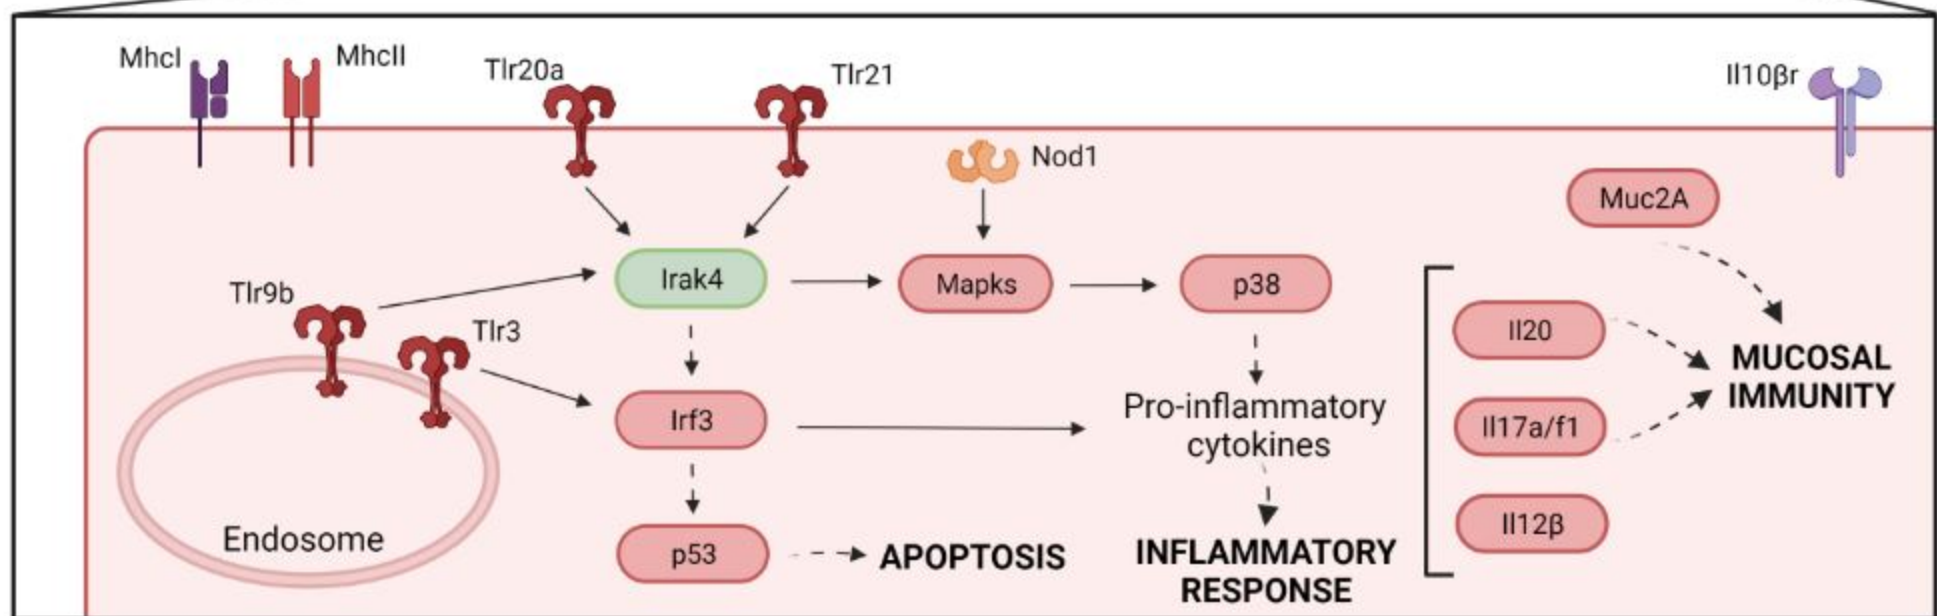 MhcI
MhcII
Tlr20a
Tlr21
Il10βr
Nod1
Muc2A
Irak4
Mapks
p38
Tlr9b
Tlr3
Il20
MUCOSAL
IMMUNITY
Irf3
Pro-inflammatory
cytokines
Il17a/f1
Endosome
p53
APOPTOSIS
INFLAMMATORY
RESPONSE
Il12β